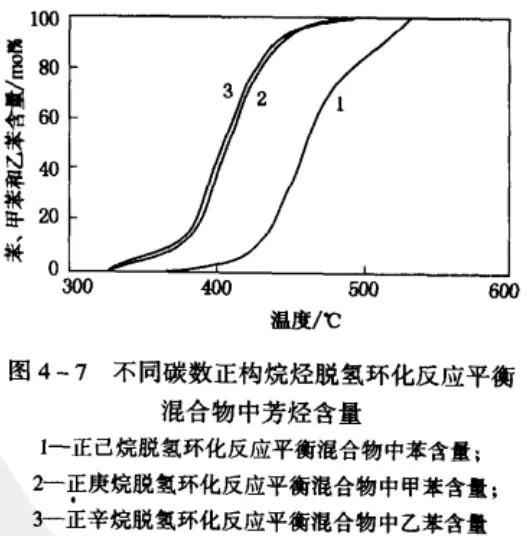 苯、甲苯和乙苯含量/mol%
100
80
60
40
20
0
3
2
1
300
400
500
600
温度/℃
图4-7 不同碳数正构烷烃脱氢环化反应平衡
混合物中芳烃含量
1—正己烷脱氢环化反应平衡混合物中苯含量；
2—正庚烷脱氢环化反应平衡混合物中甲苯含量；
3—正辛烷脱氢环化反应平衡混合物中乙苯含量